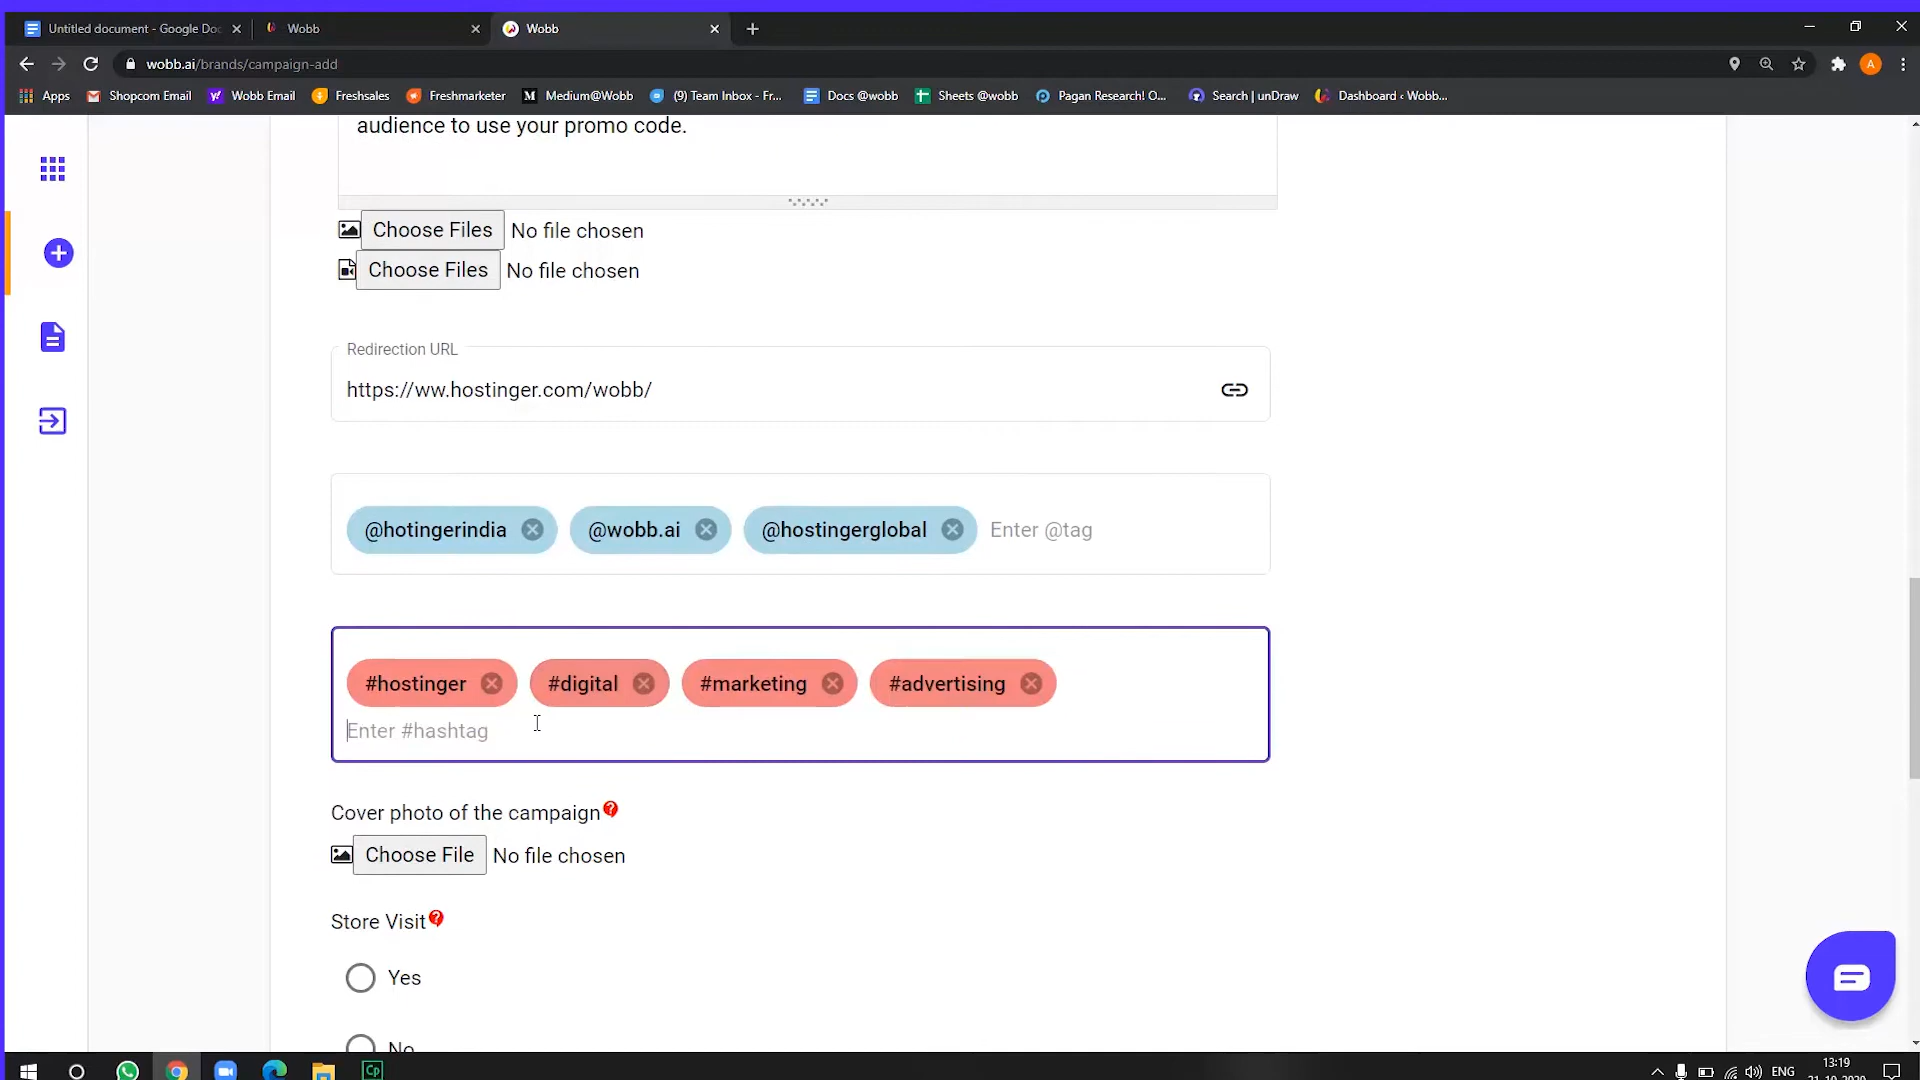 Untitled document - Google Doc
Wobb
Wobb
wobb.ai/brands/campaign-add
A
Apps
Shopcom Email
Wobb Email
Freshsales
Freshmarketer
Medium@Wobb
(9) Team Inbox - Fr...
Docs @wobb
Sheets @wobb
Pagan Research! O...
Search | unDraw
Dashboard ‹ Wobb...
audience to use your promo code.
Choose Files No file chosen
Choose Files No file chosen
Redirection URL
https://ww.hostinger.com/wobb/
@hotingerindia
@wobb.ai
@hostingerglobal
Enter @tag
#hostinger
#digital
#marketing
#advertising
Enter #hashtag
Cover photo of the campaign?
Choose File No file chosen
Store Visit?
Yes
No
Cp
ENG
13:19
21-10-2020